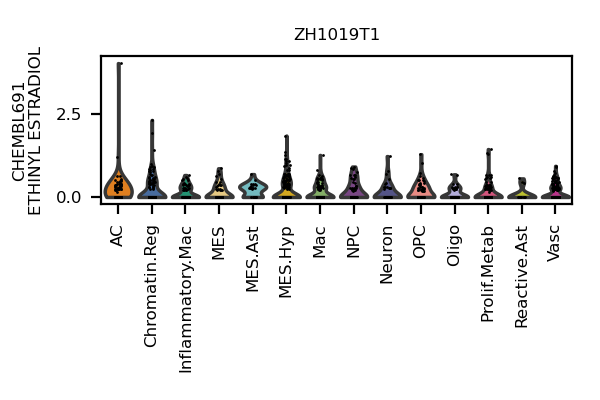 ZH1019T1
CHEMBL691
ETHINYL ESTRADIOL
2.5
0.0
AC
Chromatin.Reg
Inflammatory.Mac
MES
MES.Ast
MES.Hyp
Mac
NPC
Neuron
OPC
Oligo
Prolif.Metab
Reactive.Ast
Vasc